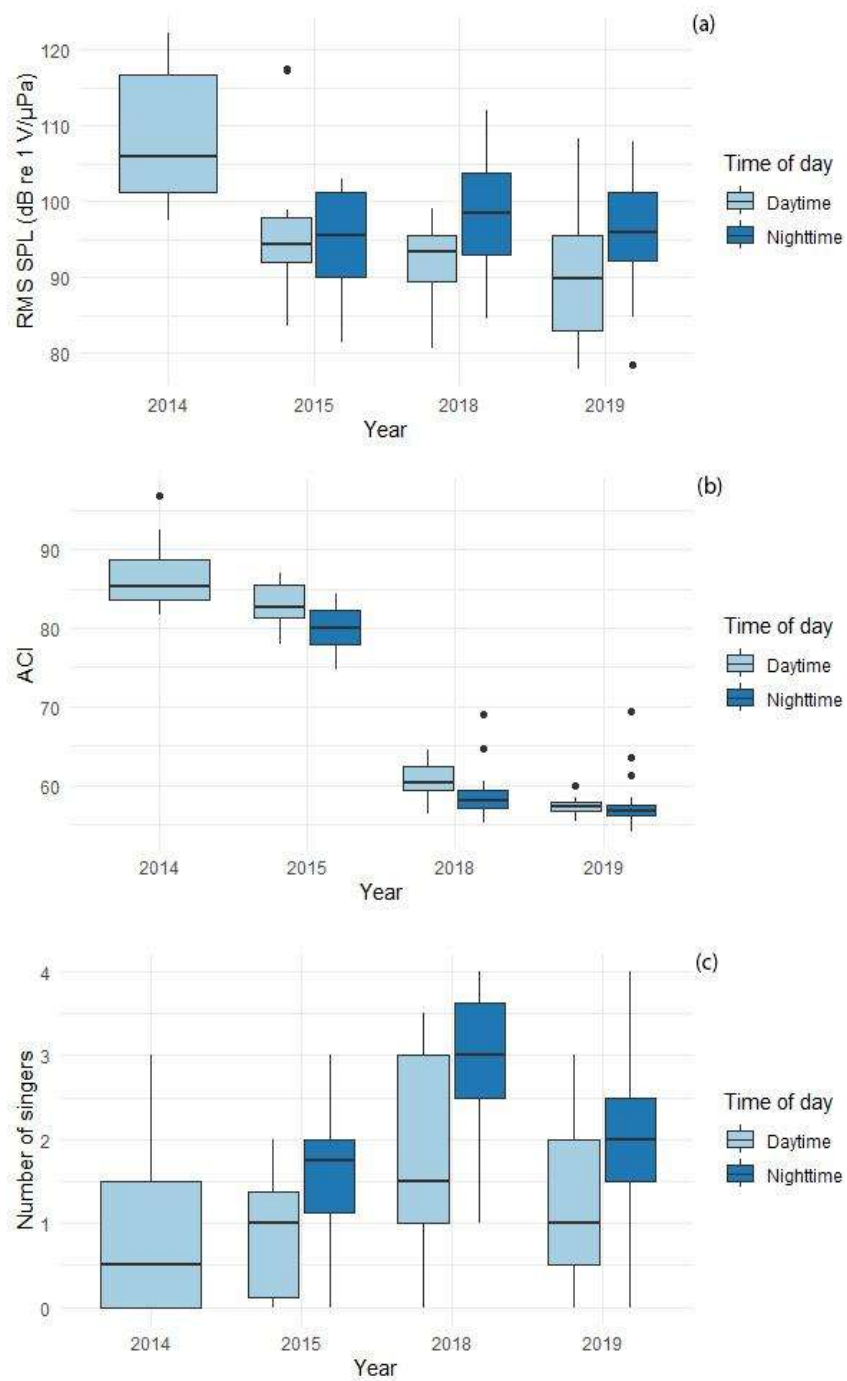 (a)
120
110
100
90
80
RMS SPL (dB re 1 V/µPa)
2014 2015 2018 2019
Year
Time of day
Daytime
Nighttime
(b)
90
80
70
60
ACI
2014 2015 2018 2019
Year
Time of day
Daytime
Nighttime
(c)
4
3
2
1
0
Number of singers
2014 2015 2018 2019
Year
Time of day
Daytime
Nighttime